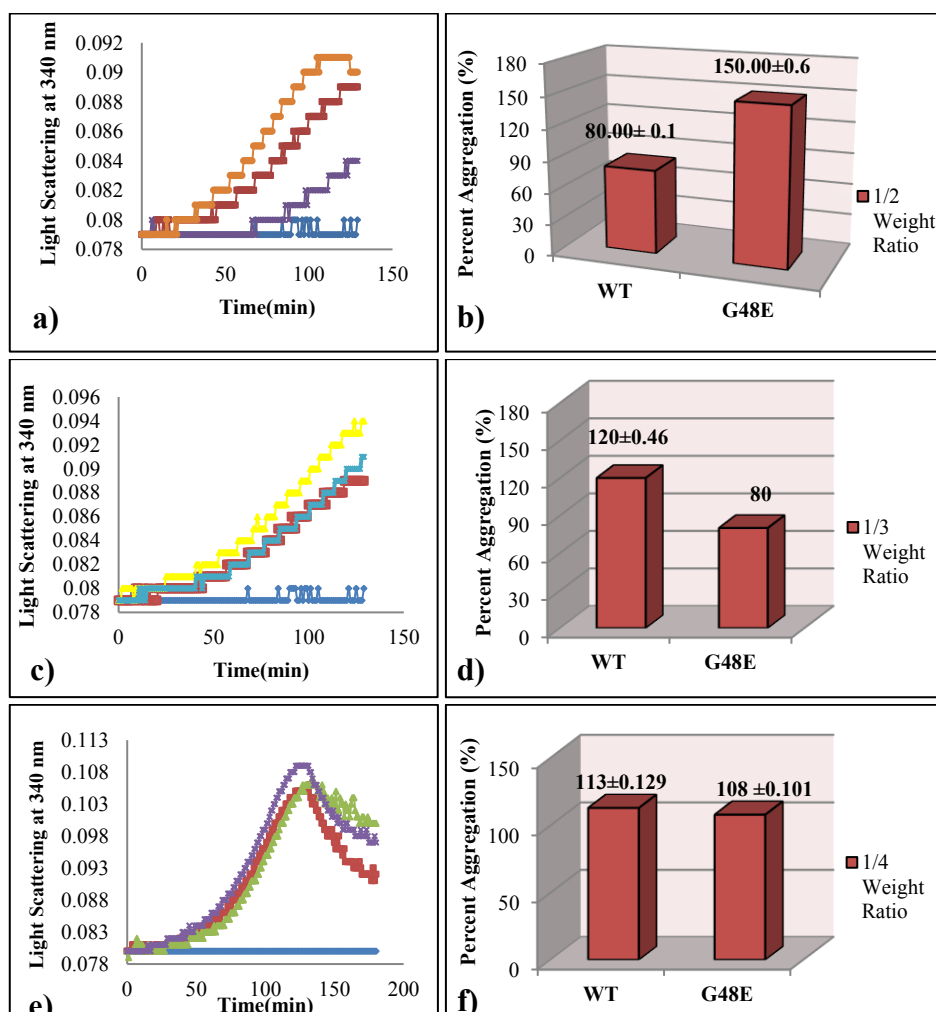 Light Scattering at 340 nm
0.092
0.09
0.088
0.086
0.084
0.082
0.08
0.078
0
50
100
150
Time(min)
a)
Percent Aggregation (%)
180
150
120
90
60
30
0
80.00± 0.1
150.00±0.6
WT
G48E
1/2
Weight
Ratio
b)
Light Scattering at 340 nm
0.096
0.094
0.092
0.09
0.088
0.086
0.084
0.082
0.08
0.078
0
50
100
150
Time(min)
c)
Percent Aggregation (%)
180
150
120
90
60
30
0
120±0.46
80
WT
G48E
1/3
Weight
Ratio
d)
Light Scattering at 340 nm
0.113
0.108
0.103
0.098
0.093
0.088
0.083
0.078
0
50
100
150
200
Time(min)
e)
Percent Aggregation (%)
150
100
50
0
113±0.129
108 ±0.101
WT
G48E
1/4
Weight
Ratio
f)